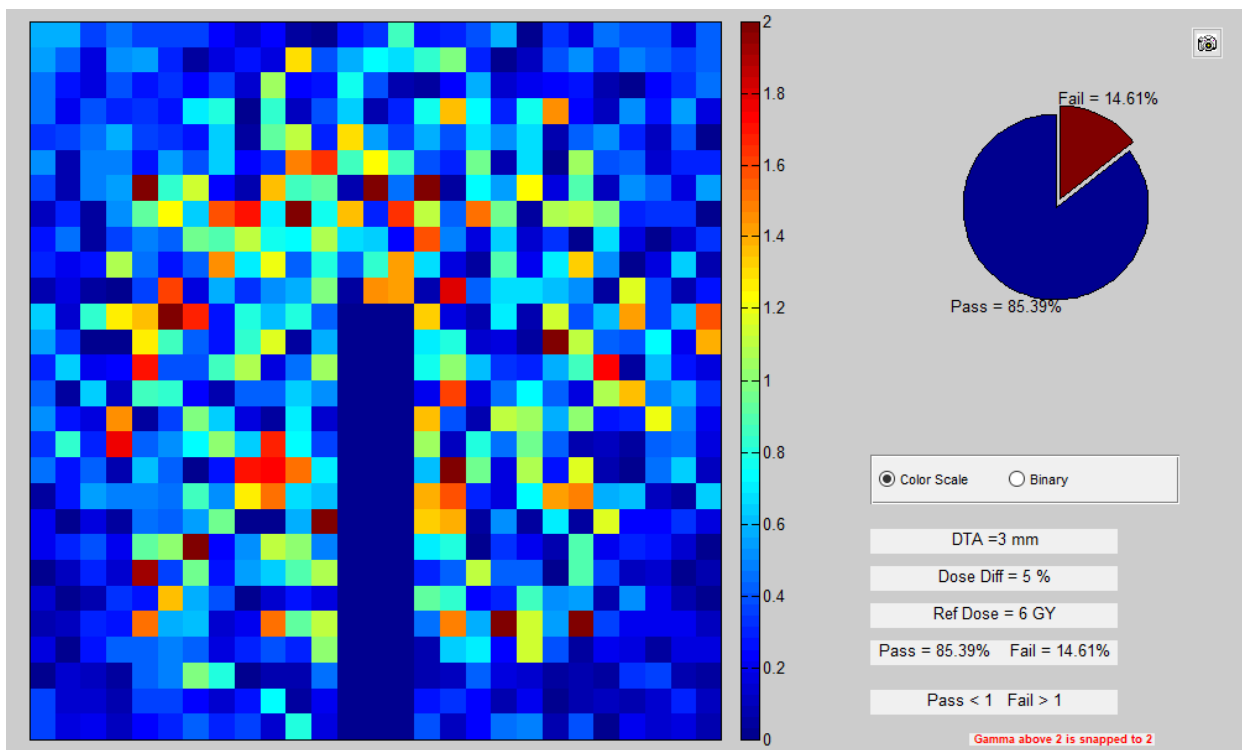 2
1.8
1.6
1.4
1.2
1
0.8
0.6
0.4
0.2
0
Fail = 14.61%
Pass = 85.39%
Color Scale
Binary
DTA =3 mm
Dose Diff = 5 %
Ref Dose = 6 GY
Pass = 85.39% Fail = 14.61%
Pass < 1 Fail > 1
Gamma above 2 is snapped to 2